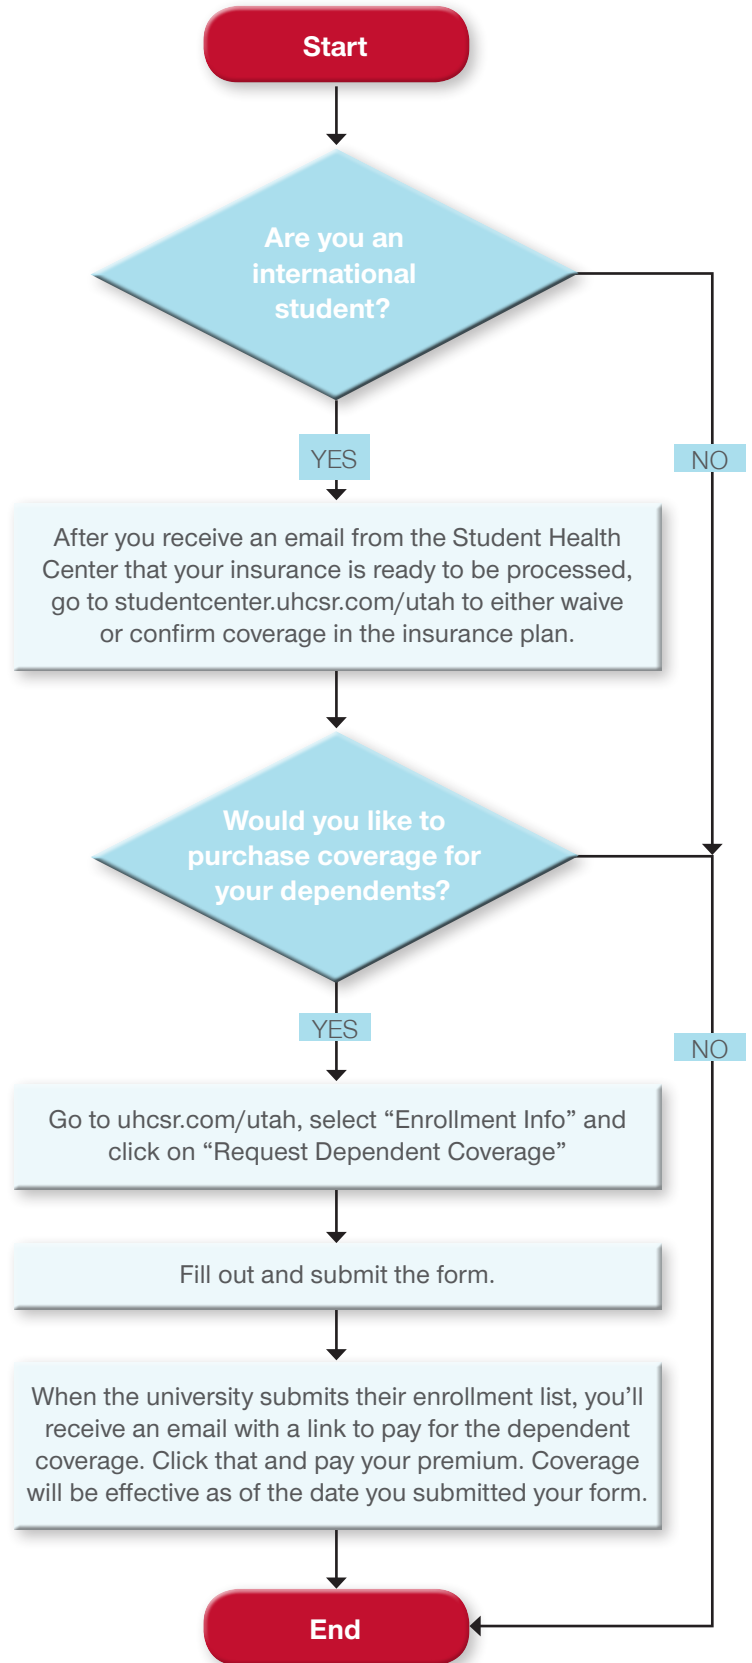 Start
Are you an
international
student?
YES
NO
After you receive an email from the Student Health
Center that your insurance is ready to be processed,
go to studentcenter.uhcsr.com/utah to either waive
or confirm coverage in the insurance plan.
Would you like to
purchase coverage for
your dependents?
YES
NO
Go to uhcsr.com/utah, select “Enrollment Info” and
click on “Request Dependent Coverage”
Fill out and submit the form.
When the university submits their enrollment list, you’ll
receive an email with a link to pay for the dependent
coverage. Click that and pay your premium. Coverage
will be effective as of the date you submitted your form.
End